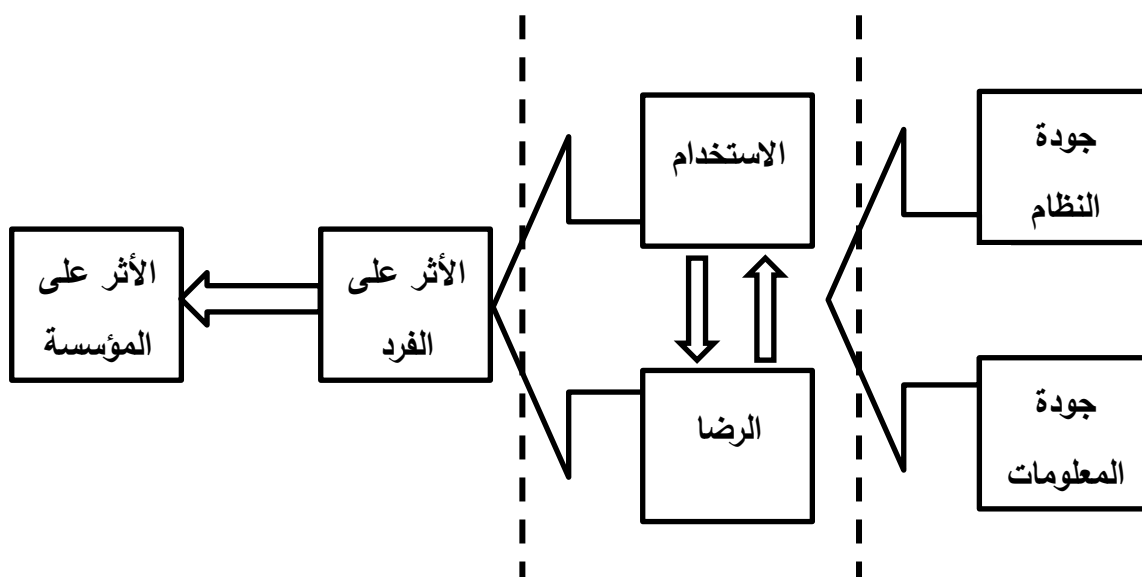 جودة
النظام
جودة
المعلومات
الاستخدام
الرضا
الأثر على
الفرد
الأثر على
المؤسسة